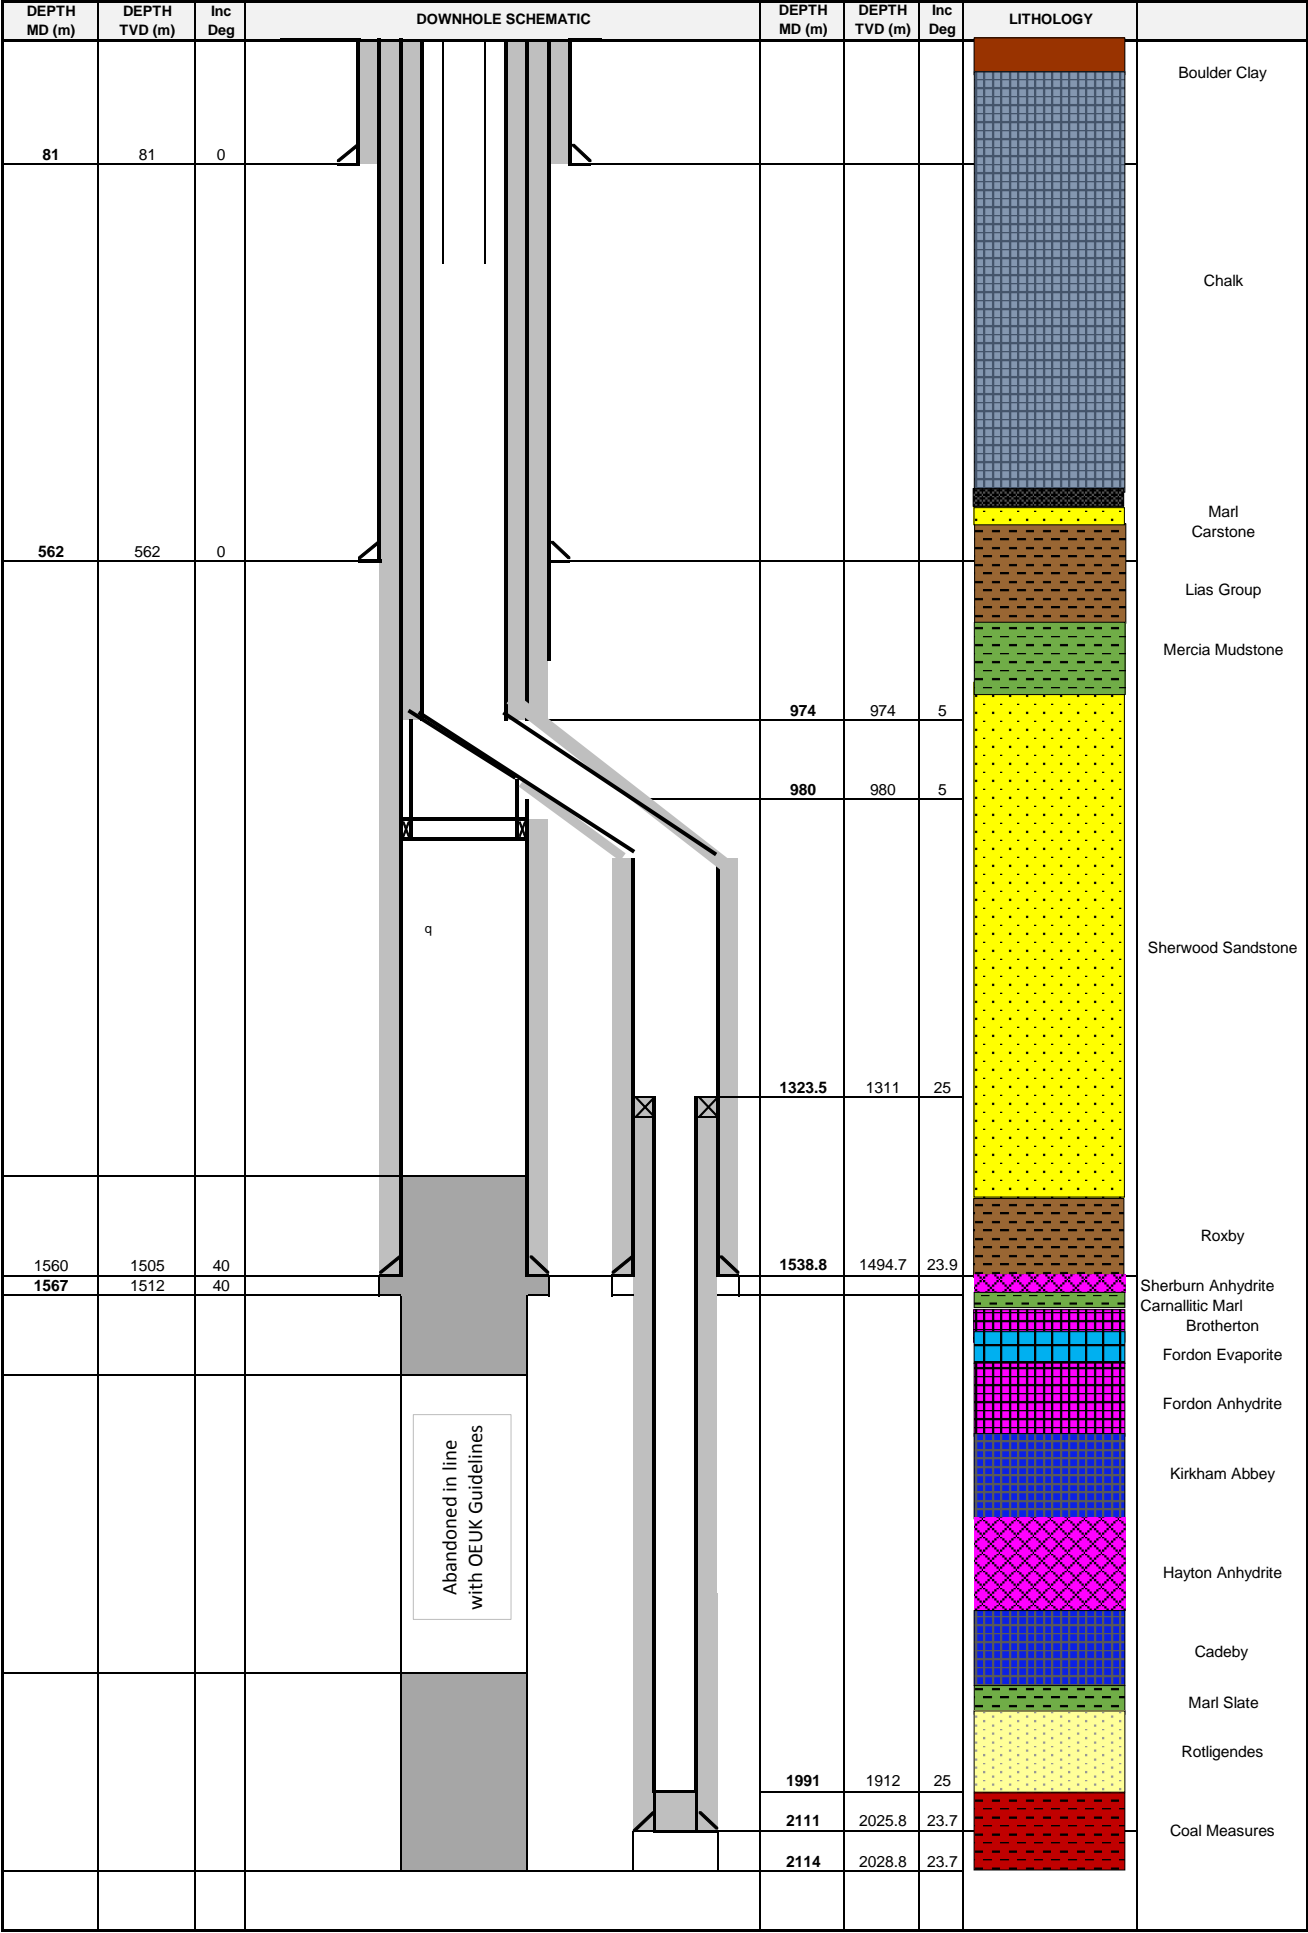 DEPTH MD (m) DEPTH TVD (m) Inc Deg DOWNHOLE SCHEMATIC DEPTH MD (m) DEPTH TVD (m) Inc Deg LITHOLOGY
Boulder Clay
81 81 0
Chalk
Marl
Carstone
562 562 0
Lias Group
Mercia Mudstone
974 974 5
980 980 5
q
Sherwood Sandstone
1323.5 1311 25
Roxby
1560 1505 40 1538.8 1494.7 23.9
1567 1512 40 Sherburn Anhydrite
Carnallitic Marl
Brotherton
Fordon Evaporite
Fordon Anhydrite
Abandoned in line
with OEUK Guidelines
Kirkham Abbey
Hayton Anhydrite
Cadeby
Marl Slate
Rotligendes
1991 1912 25
2111 2025.8 23.7
Coal Measures
2114 2028.8 23.7